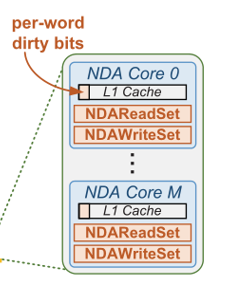 per-word
dirty bits
NDA Core 0
L1 Cache
NDAReadSet
NDAWriteSet
NDA Core M
L1 Cache
NDAReadSet
NDAWriteSet